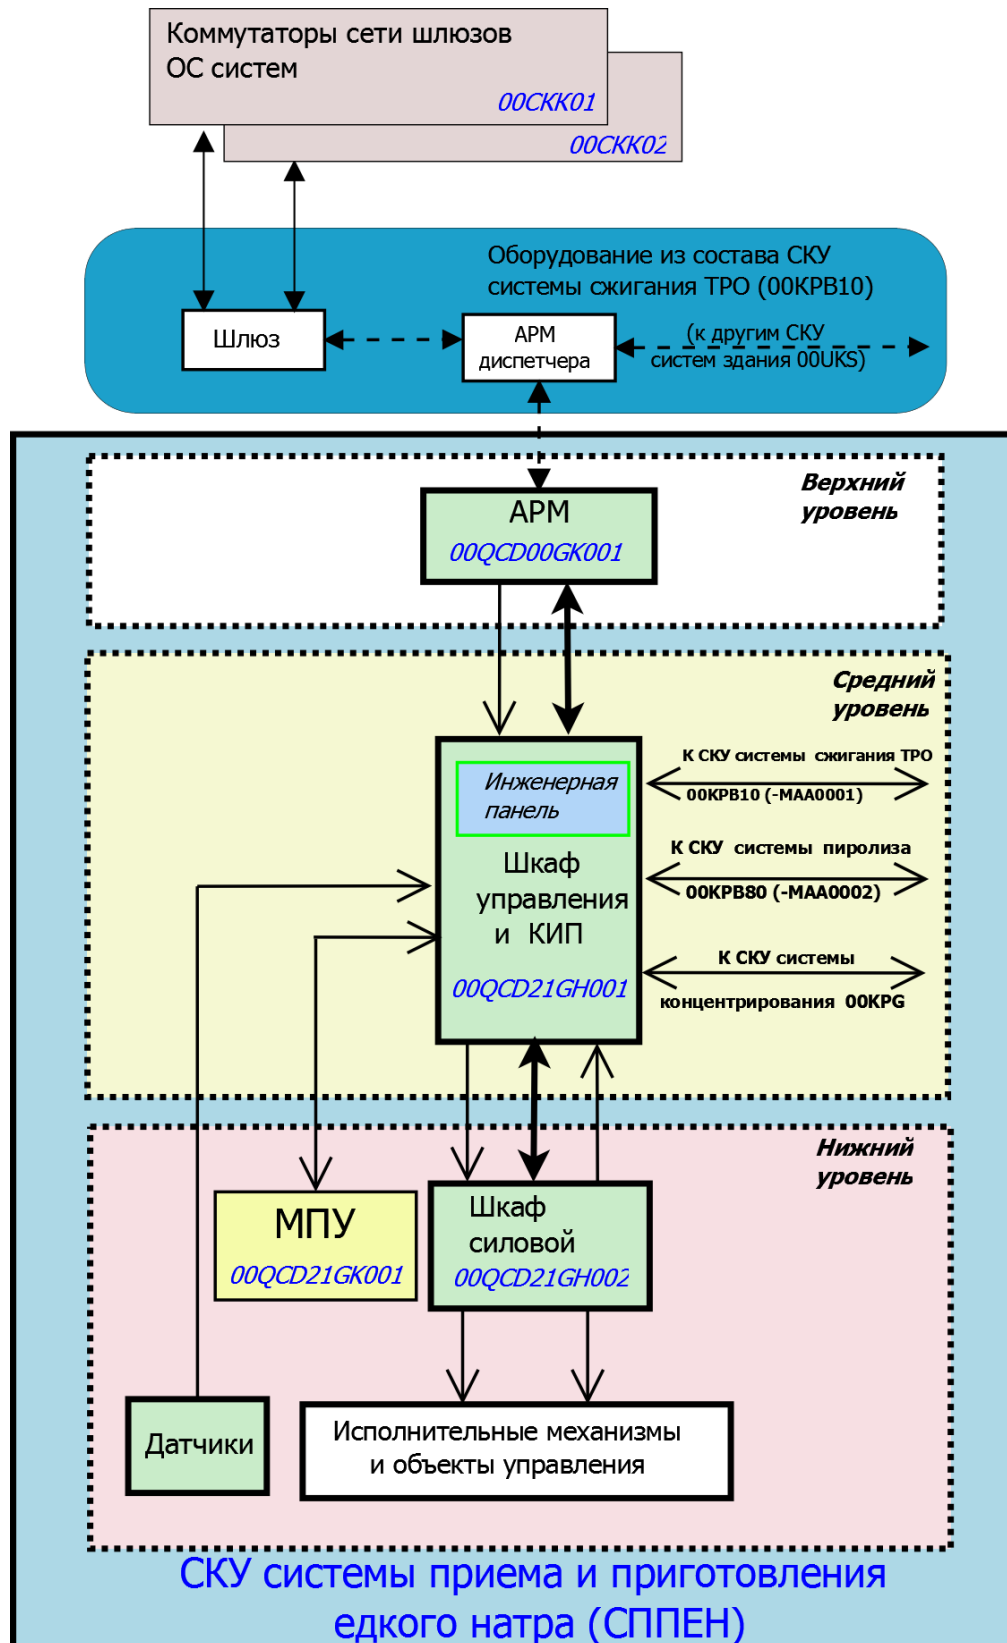 Коммутаторы сети шлюзов
ОС систем
00СКК01
00СКК02
Оборудование из состава СКУ
системы сжигания ТРО (00KPB10)
Шлюз
АРМ
диспетчера
(к другим СКУ
систем здания 00UKS)
Верхний
уровень
АРМ
00QCD00GK001
Средний
уровень
Инженерная
панель
Шкаф
управления
и КИП
00QCD21GH001
К СКУ системы сжигания ТРО
00KPB10 (-MAA0001)
К СКУ системы пиролиза
00KPB80 (-MAA0002)
К СКУ системы
концентрирования 00KPG
Нижний
уровень
МПУ
00QCD21GK001
Шкаф
силовой
00QCD21GH002
Датчики
Исполнительные механизмы
и объекты управления
СКУ системы приема и приготовления
едкого натра (СППЕН)